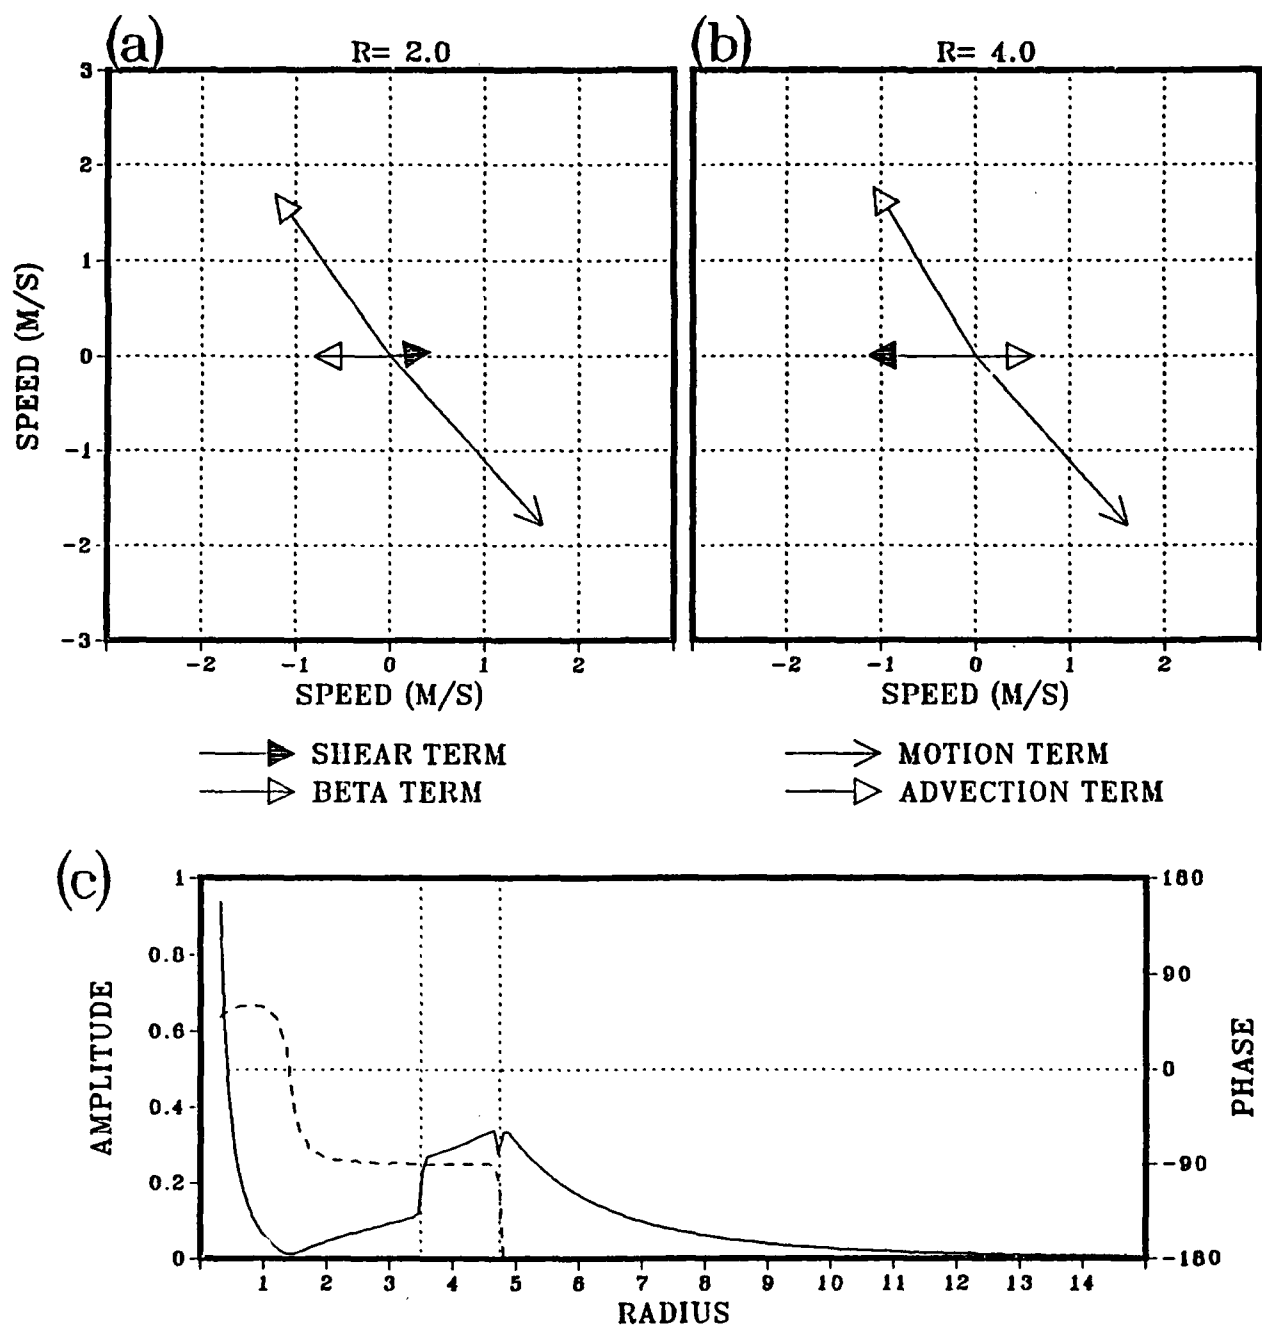 (a)
R= 2.0
(b)
R= 4.0
3
2
1
0
-1
-2
-3
SPEED (M/S)
-2 -1 0 1 2
-2 -1 0 1 2
SPEED (M/S)
SPEED (M/S)
SHEAR TERM
MOTION TERM
BETA TERM
ADVECTION TERM
(c)
1
0.8
0.6
0.4
0.2
0
AMPLITUDE
180
90
0
-90
-180
PHASE
1 2 3 4 5 6 7 8 9 10 11 12 13 14
RADIUS